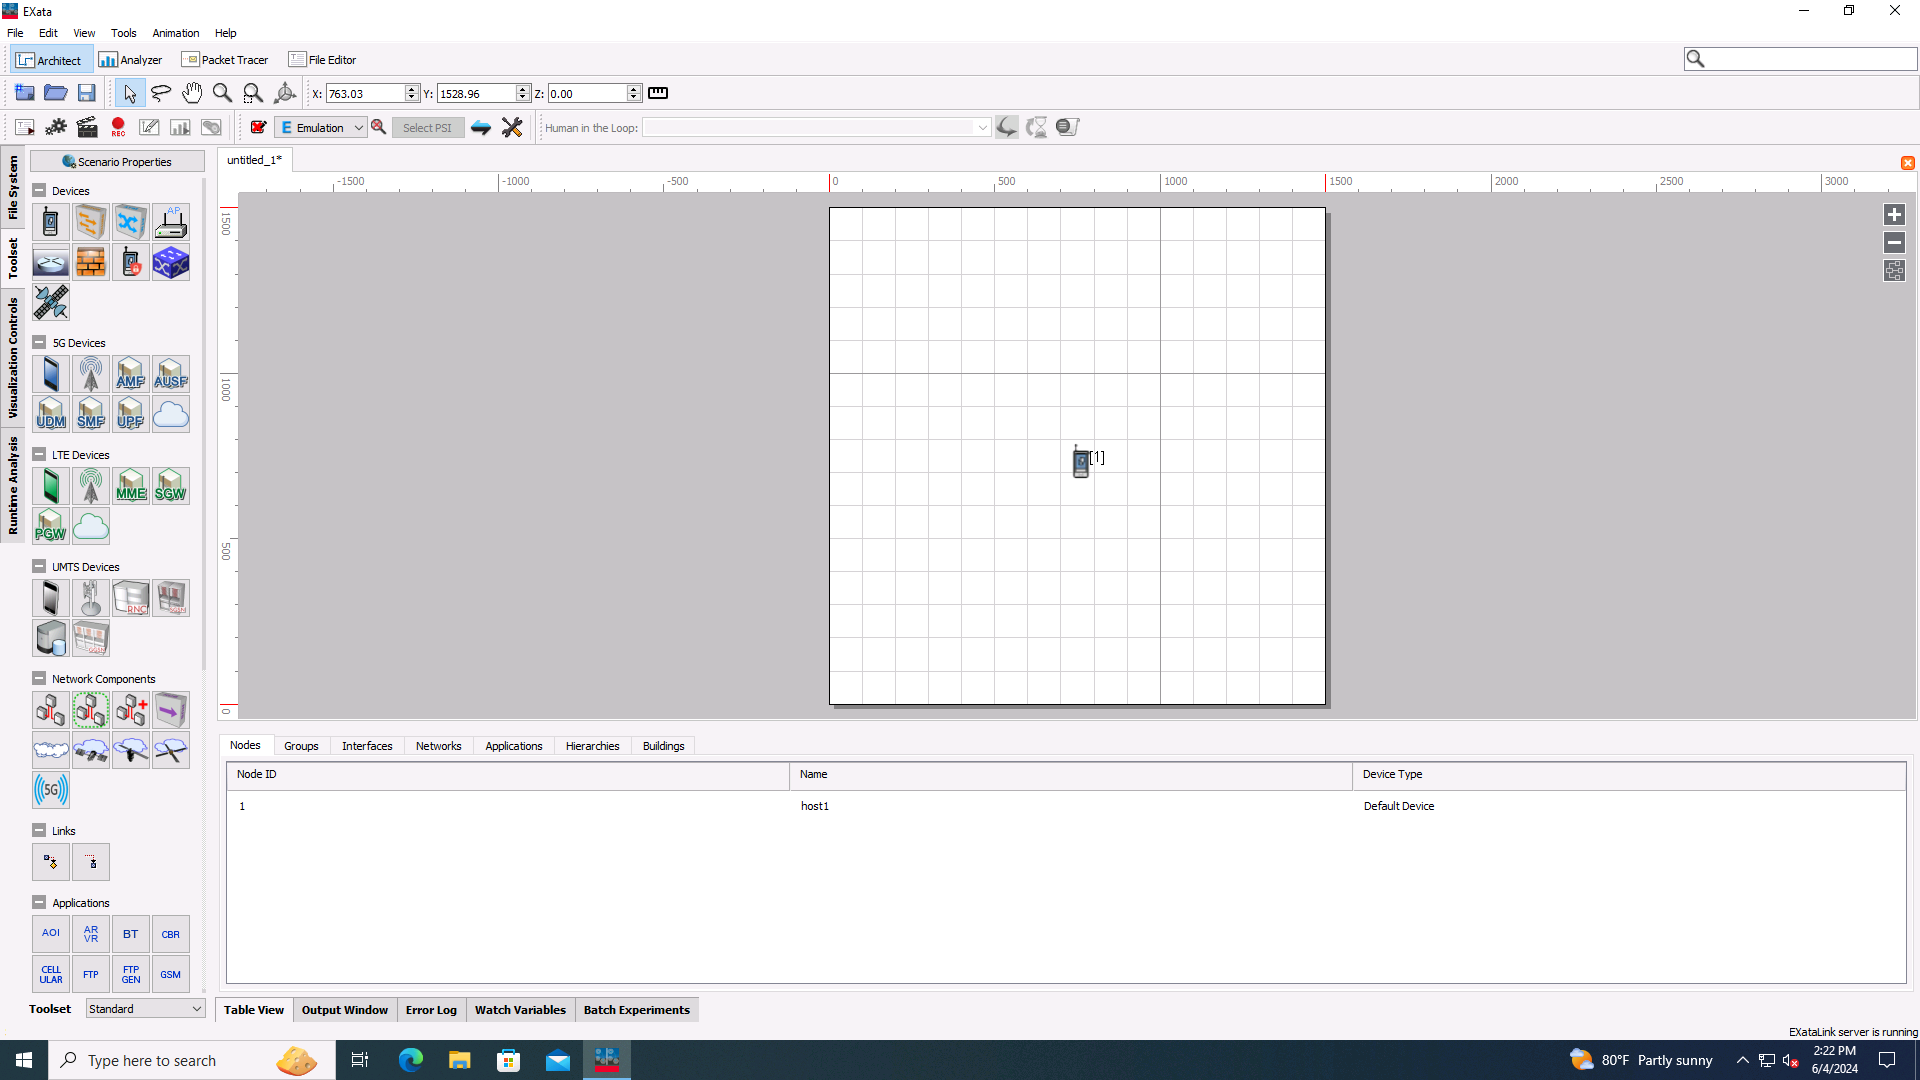 EXata
File Edit View Tools Animation Help
Architect Analyzer Packet Tracer File Editor
X: 763.03 Y: 1528.96 Z: 0.00
REC E Emulation Select PSI Human in the Loop:
File System
Toolset
Visualization Controls
Runtime Analysis
Scenario Properties
Devices
AP
5G Devices
AMF AUSF
UDM SMF UPF
LTE Devices
MME SGW
PGW
UMTS Devices
RNC SGSN
GGSN
Network Components
5G
Links
Applications
AOI AR VR BT CBR
CELL ULAR FTP FTP GEN GSM
Toolset Standard
untitled_1*
-1500 -1000 -500 0 500 1000 1500 2000 2500 3000
1500
1000
500
0
[1]
Nodes Groups Interfaces Networks Applications Hierarchies Buildings
Node ID Name Device Type
1 host1 Default Device
Table View Output Window Error Log Watch Variables Batch Experiments
EXataLink server is running
Type here to search
80°F Partly sunny
2:22 PM
6/4/2024